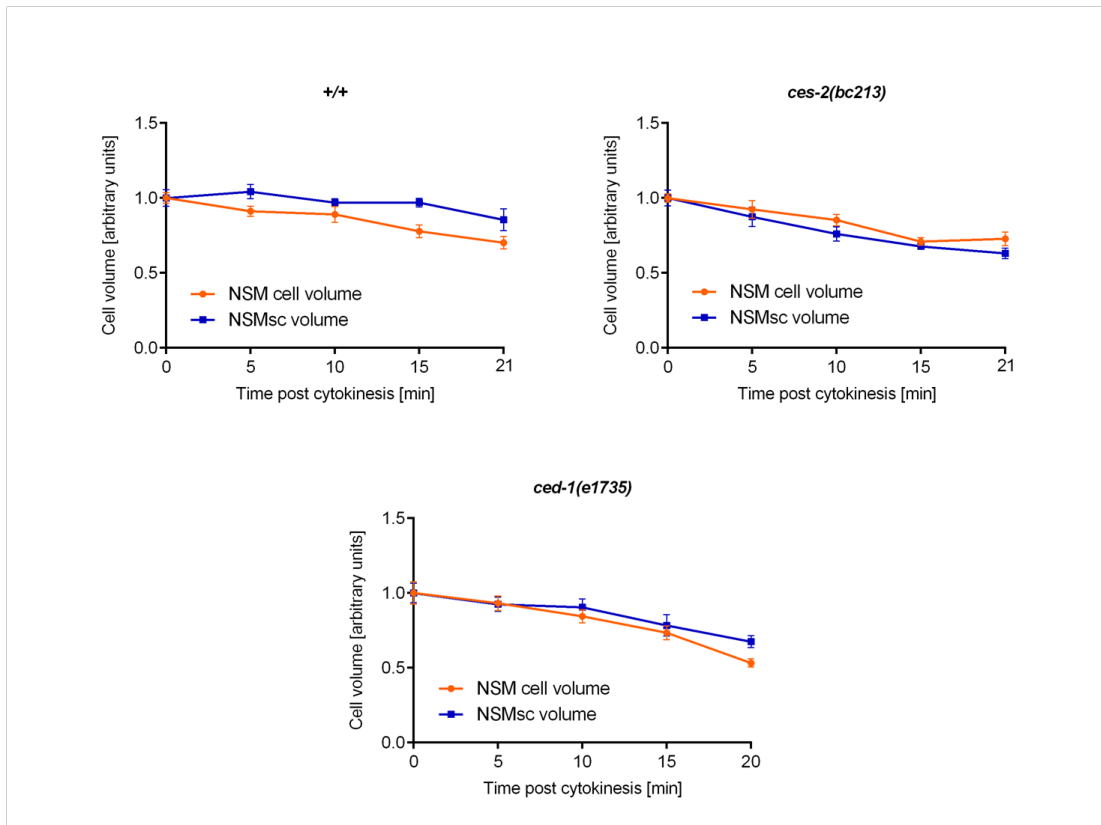 +/+
Cell volume [arbitrary units]
1.5
1.0
0.5
0.0
NSM cell volume
NSMsc volume
0 5 10 15 21
Time post cytokinesis [min]
ces-2(bc213)
Cell volume [arbitrary units]
1.5
1.0
0.5
0.0
NSM cell volume
NSMsc volume
0 5 10 15 21
Time post cytokinesis [min]
ced-1(e1735)
Cell volume [arbitrary units]
1.5
1.0
0.5
0.0
NSM cell volume
NSMsc volume
0 5 10 15 20
Time post cytokinesis [min]